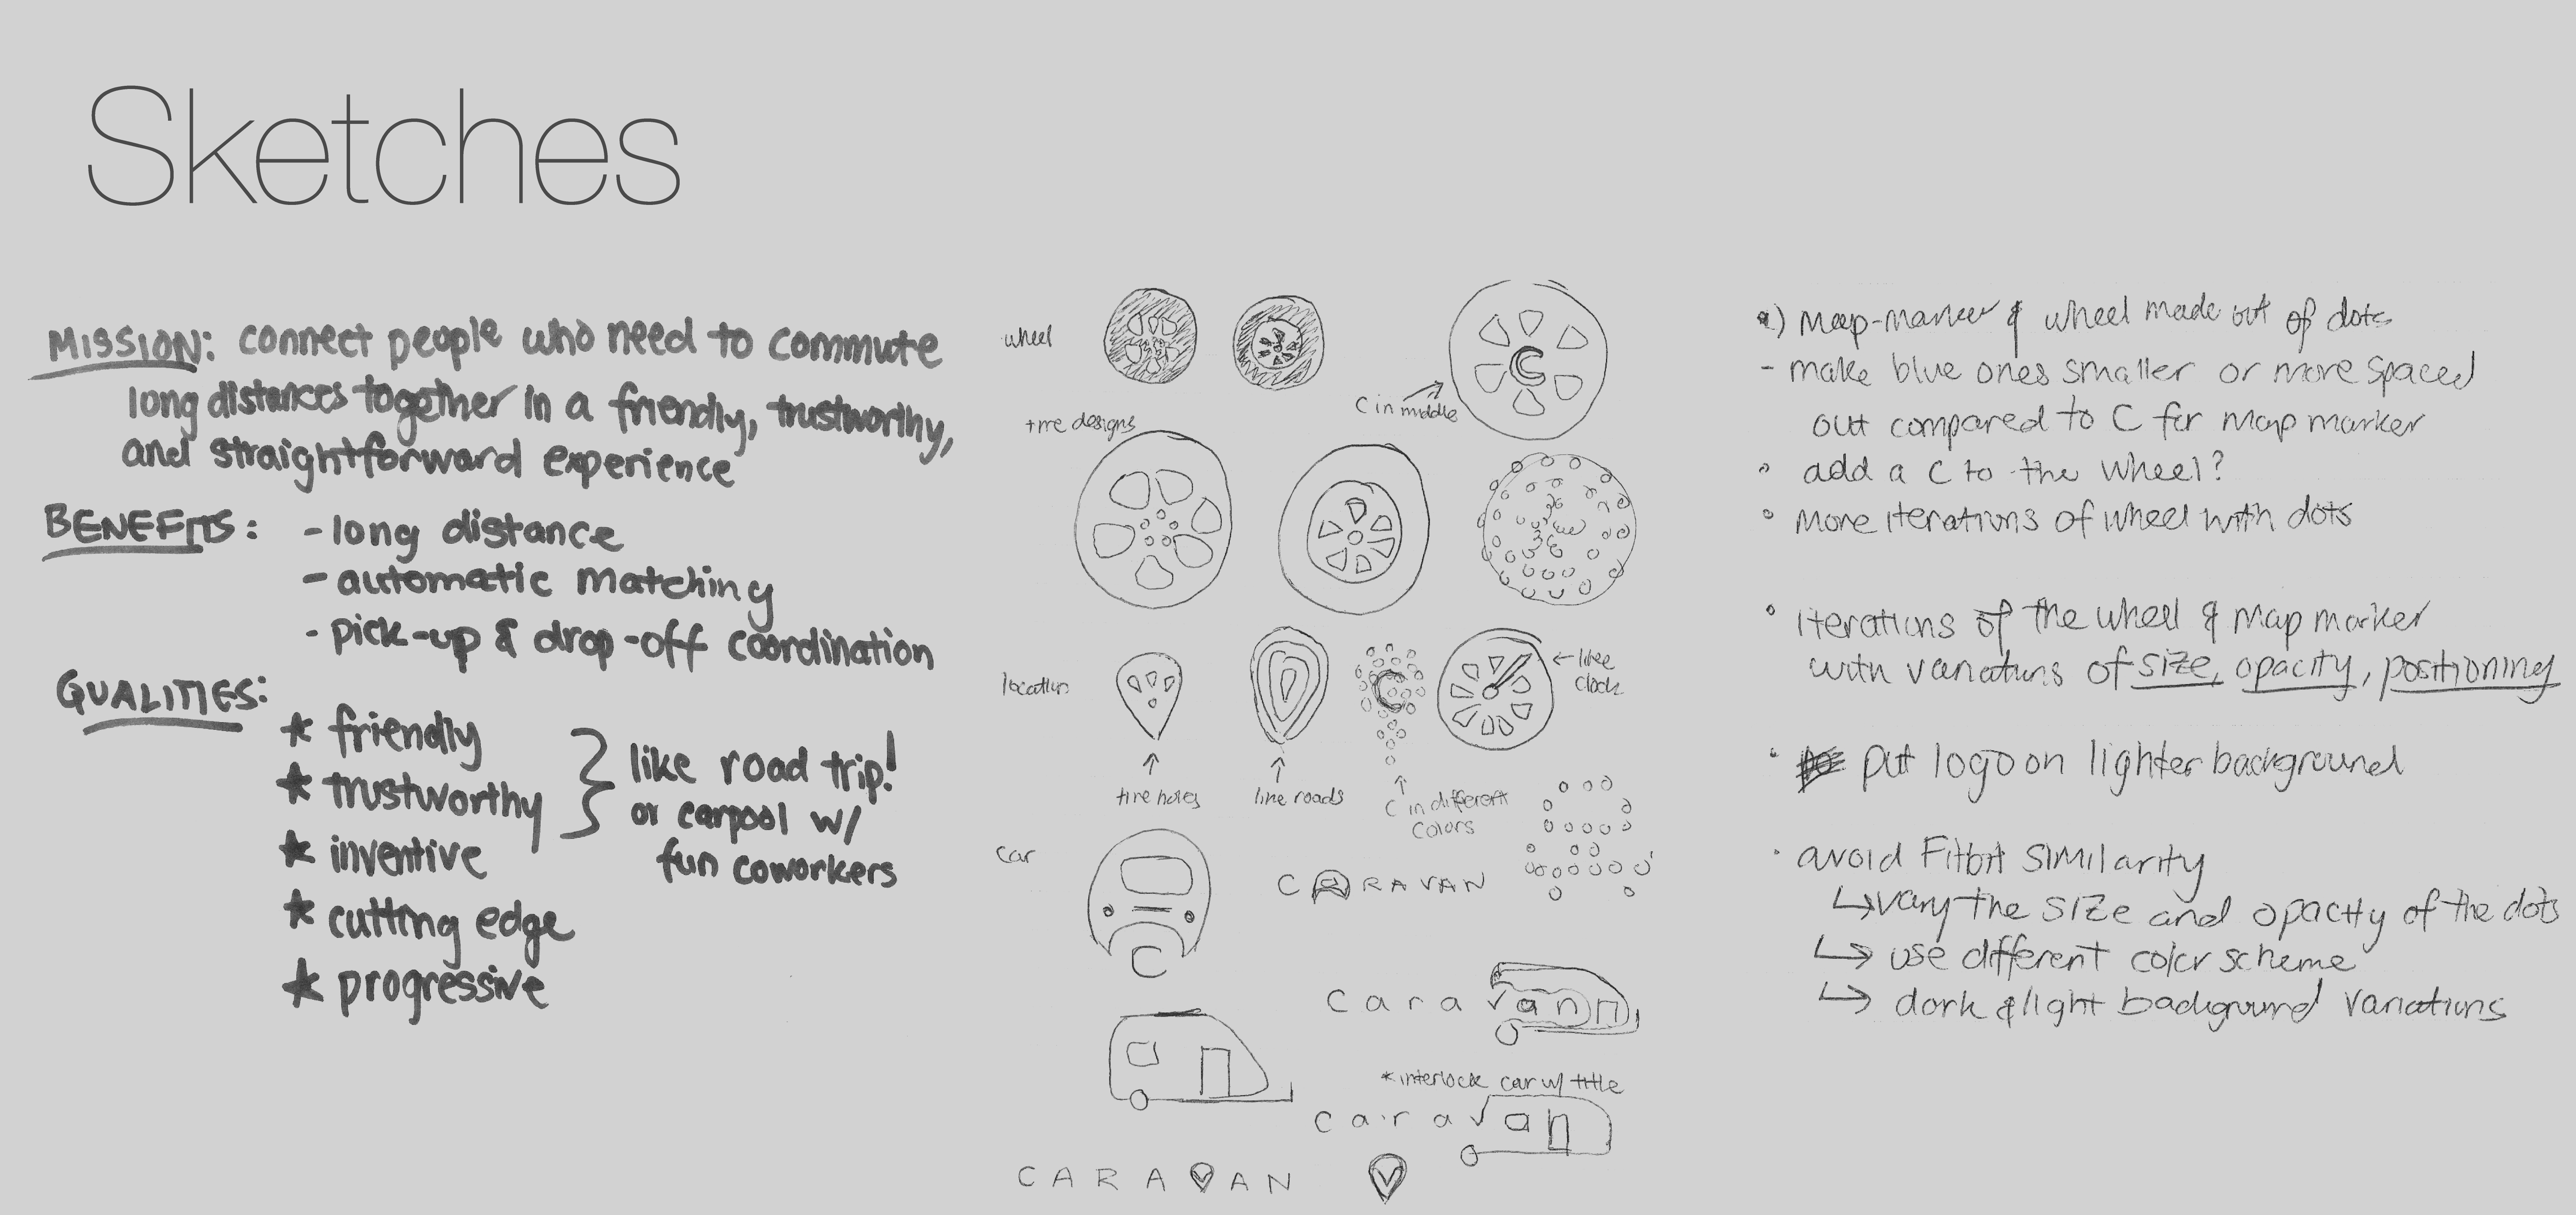 Sketches
MISSION: connect people who need to commute
long distances together in a friendly, trustworthy,
and straightforward experience
BENEFITS: - long distance
- automatic matching
- pick-up & drop-off coordination
QUALITIES:
* friendly
* trustworthy
* inventive
* cutting edge
* progressive
} like road trip!
or carpool w/
fun coworkers
wheel
C
C in middle
tire designs
location
← like
clock
tire holes
line roads
C
C in different
colors
car
C
CARAVAN
caravan
* interlock car w/ title
caravan
CARAVAN
V
a) Map-marker & wheel made out of dots
- make blue ones smaller or more spaced
out compared to C for map marker
° add a C to the wheel?
° more iterations of wheel with dots
° iterations of the wheel & map marker
with variations of size, opacity, positioning
· put logo on lighter background
· avoid Fitbit similarity
↳ vary the size and opacity of the dots
↳ use different color scheme
↳ dark & light background variations